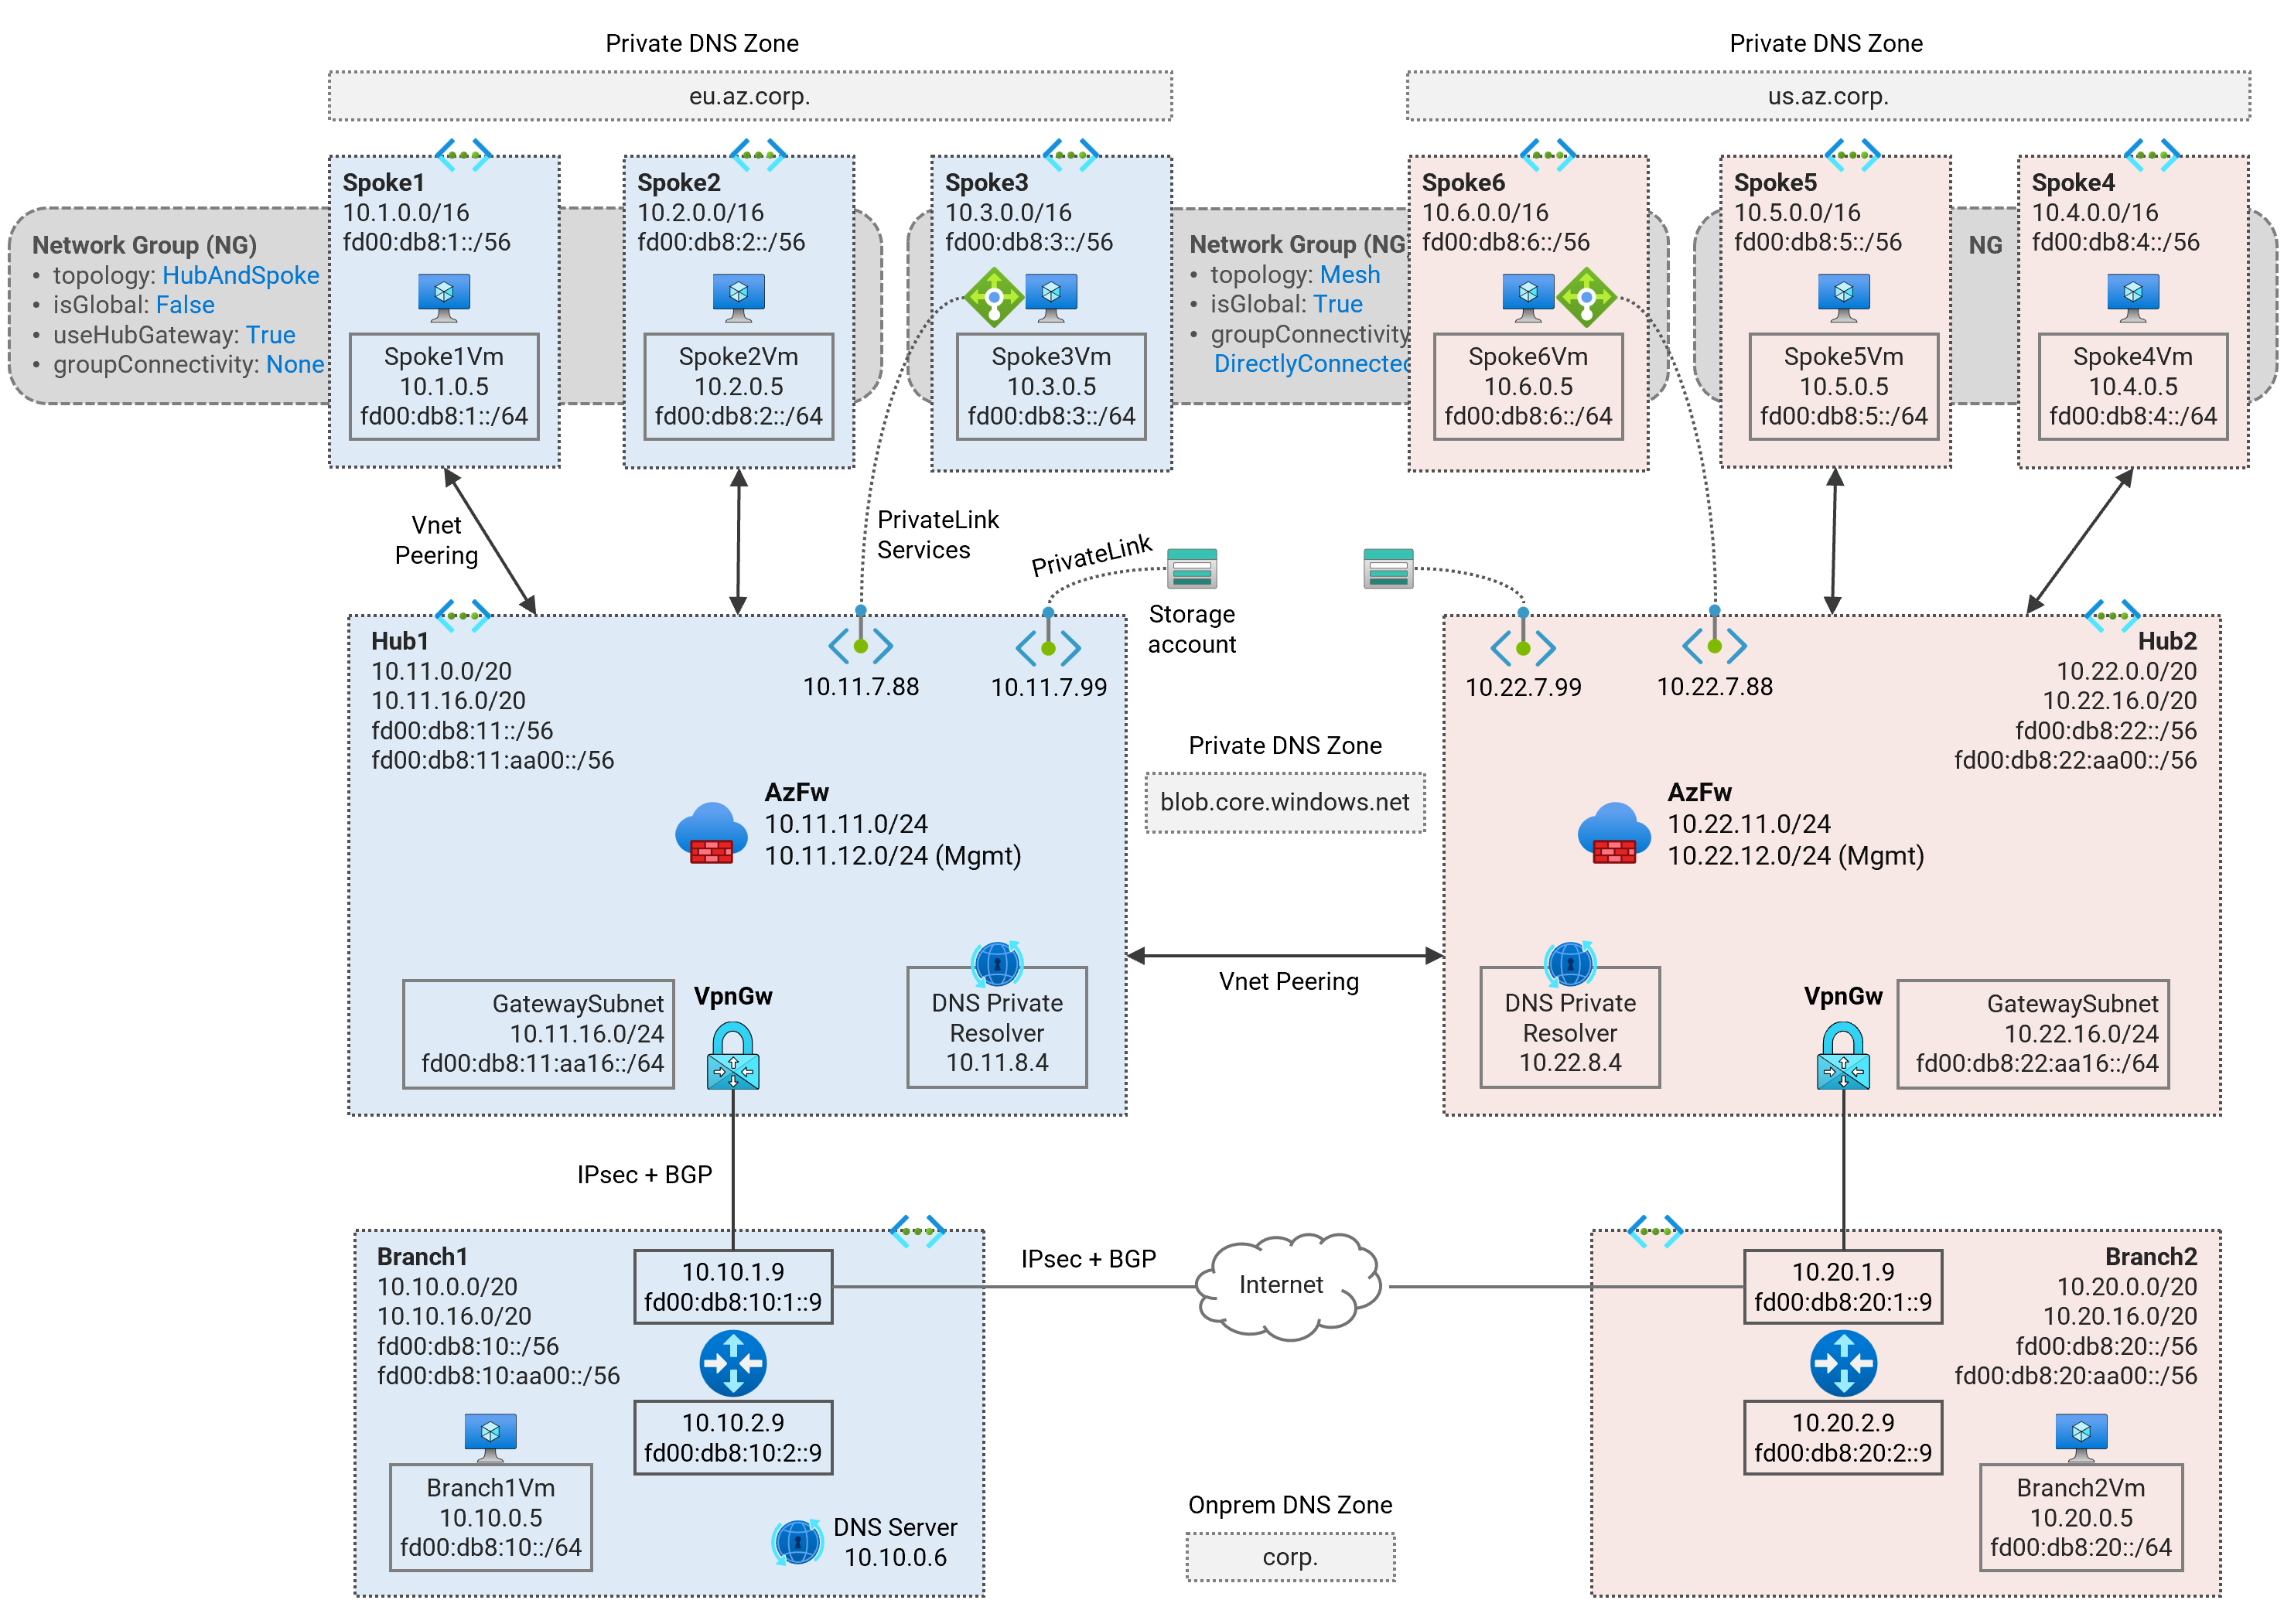 Private DNS Zone
eu.az.corp.
Private DNS Zone
us.az.corp.
Network Group (NG)
• topology: HubAndSpoke
• isGlobal: False
• useHubGateway: True
• groupConnectivity: None
Spoke1
10.1.0.0/16
fd00:db8:1::/56
Spoke1Vm
10.1.0.5
fd00:db8:1::/64
Spoke2
10.2.0.0/16
fd00:db8:2::/56
Spoke2Vm
10.2.0.5
fd00:db8:2::/64
Spoke3
10.3.0.0/16
fd00:db8:3::/56
Spoke3Vm
10.3.0.5
fd00:db8:3::/64
Network Group (NG
• topology: Mesh
• isGlobal: True
• groupConnectivity
DirectlyConnected
Spoke6
10.6.0.0/16
fd00:db8:6::/56
Spoke6Vm
10.6.0.5
fd00:db8:6::/64
Spoke5
10.5.0.0/16
fd00:db8:5::/56
Spoke5Vm
10.5.0.5
fd00:db8:5::/64
NG
Spoke4
10.4.0.0/16
fd00:db8:4::/56
Spoke4Vm
10.4.0.5
fd00:db8:4::/64
Vnet
Peering
PrivateLink
Services
PrivateLink
Storage
account
Hub1
10.11.0.0/20
10.11.16.0/20
fd00:db8:11::/56
fd00:db8:11:aa00::/56
10.11.7.88
10.11.7.99
AzFw
10.11.11.0/24
10.11.12.0/24 (Mgmt)
GatewaySubnet
10.11.16.0/24
fd00:db8:11:aa16::/64
VpnGw
DNS Private
Resolver
10.11.8.4
Private DNS Zone
blob.core.windows.net
Vnet Peering
10.22.7.99
10.22.7.88
Hub2
10.22.0.0/20
10.22.16.0/20
fd00:db8:22::/56
fd00:db8:22:aa00::/56
AzFw
10.22.11.0/24
10.22.12.0/24 (Mgmt)
DNS Private
Resolver
10.22.8.4
VpnGw
GatewaySubnet
10.22.16.0/24
fd00:db8:22:aa16::/64
IPsec + BGP
Branch1
10.10.0.0/20
10.10.16.0/20
fd00:db8:10::/56
fd00:db8:10:aa00::/56
10.10.1.9
fd00:db8:10:1::9
10.10.2.9
fd00:db8:10:2::9
Branch1Vm
10.10.0.5
fd00:db8:10::/64
DNS Server
10.10.0.6
IPsec + BGP
Internet
Onprem DNS Zone
corp.
10.20.1.9
fd00:db8:20:1::9
10.20.2.9
fd00:db8:20:2::9
Branch2
10.20.0.0/20
10.20.16.0/20
fd00:db8:20::/56
fd00:db8:20:aa00::/56
Branch2Vm
10.20.0.5
fd00:db8:20::/64